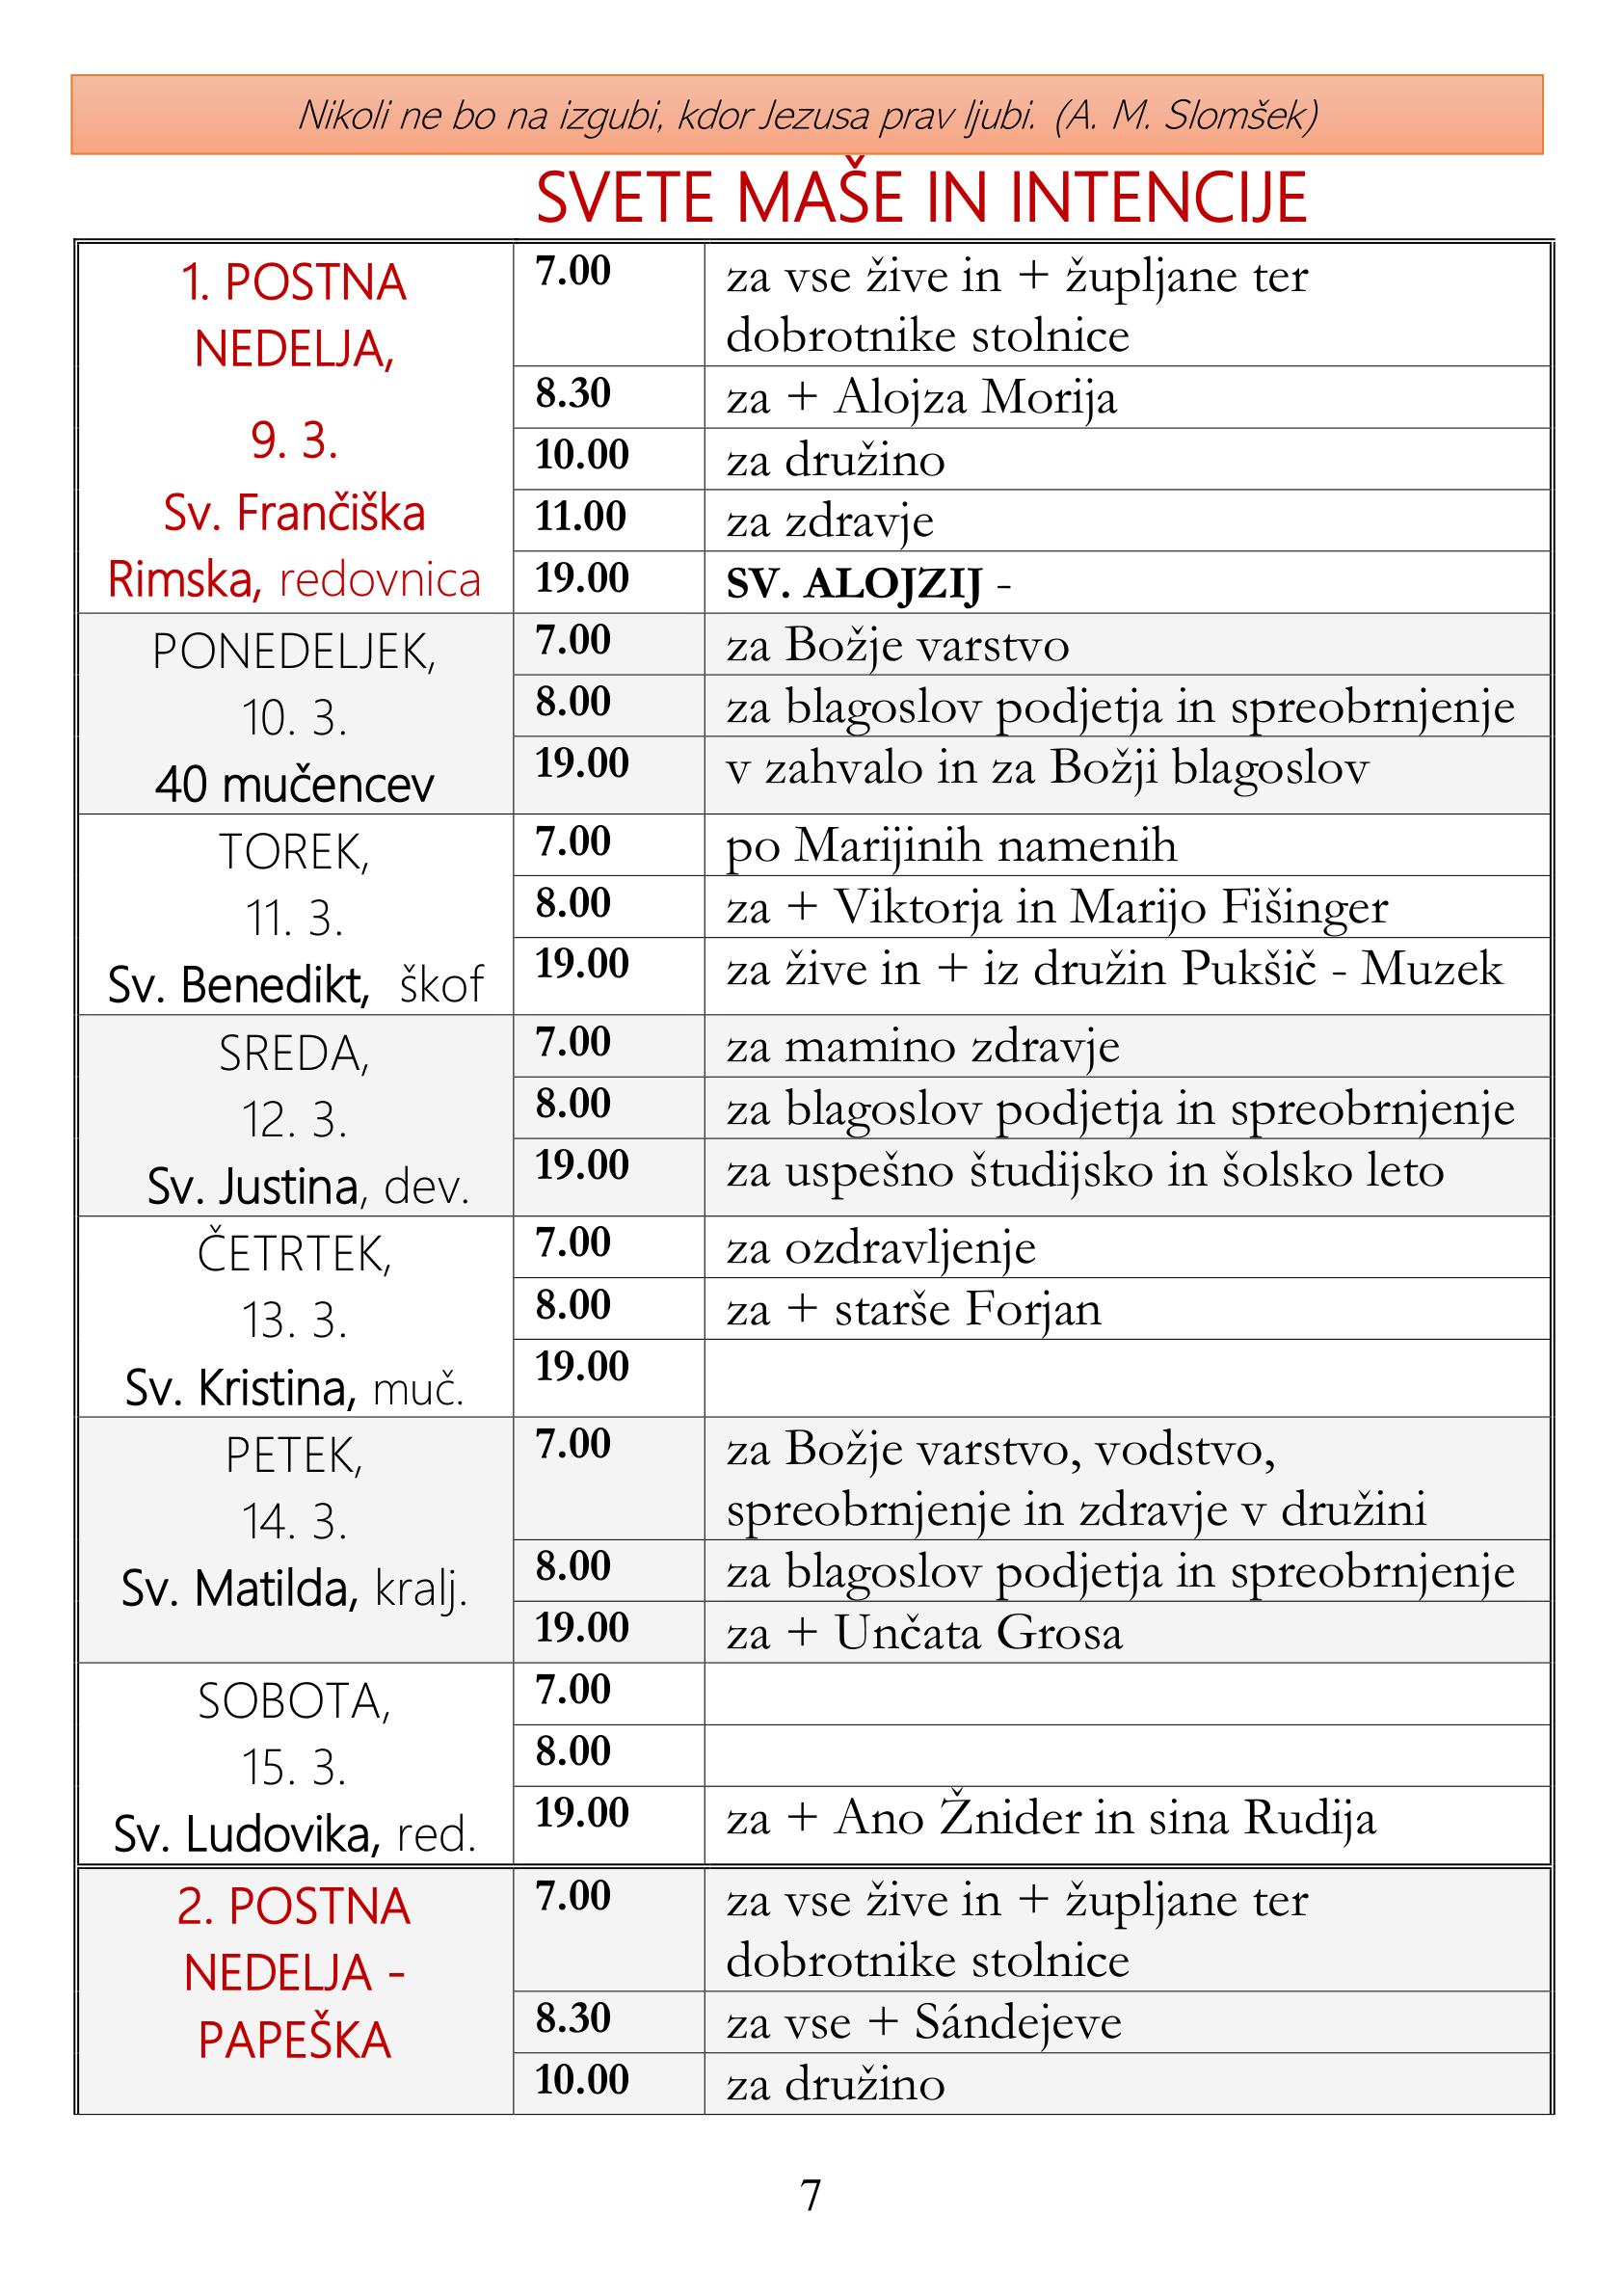 Nikoli ne bo na izgubi, kdor Jezusa prav ljubi. (A. M. Slomšek)
SVETE MAŠE IN INTENCIJE
1. POSTNA
NEDELJA,
9. 3.
Sv. Frančiška
Rimska, redovnica
7.00 za vse žive in + župljane ter
dobrotnike stolnice
8.30 za + Alojza Morija
10.00 za družino
11.00 za zdravje
19.00 SV. ALOJZIJ -
PONEDELJEK,
10. 3.
40 mučencev
7.00 za Božje varstvo
8.00 za blagoslov podjetja in spreobrnjenje
19.00 v zahvalo in za Božji blagoslov
TOREK,
11. 3.
Sv. Benedikt, škof
7.00 po Marijinih namenih
8.00 za + Viktorja in Marijo Fišinger
19.00 za žive in + iz družin Pukšič - Muzek
SREDA,
12. 3.
Sv. Justina, dev.
7.00 za mamino zdravje
8.00 za blagoslov podjetja in spreobrnjenje
19.00 za uspešno študijsko in šolsko leto
ČETRTEK,
13. 3.
Sv. Kristina, muč.
7.00 za ozdravljenje
8.00 za + starše Forjan
19.00
PETEK,
14. 3.
Sv. Matilda, kralj.
7.00 za Božje varstvo, vodstvo,
spreobrnjenje in zdravje v družini
8.00 za blagoslov podjetja in spreobrnjenje
19.00 za + Unčata Grosa
SOBOTA,
15. 3.
Sv. Ludovika, red.
7.00
8.00
19.00 za + Ano Žnider in sina Rudija
2. POSTNA
NEDELJA -
PAPEŠKA
7.00 za vse žive in + župljane ter
dobrotnike stolnice
8.30 za vse + Sándejeve
10.00 za družino
7